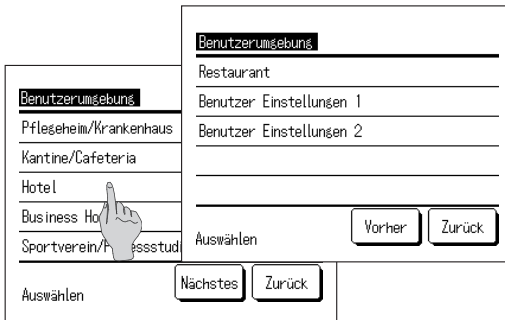 Benutzerumgebung
Pflegeheim/Krankenhaus
Kantine/Cafeteria
Hotel
Business
Sportverein/
Auswählen
Nächstes
Zurück
Benutzerumgebung
Restaurant
Benutzer Einstellungen 1
Benutzer Einstellungen 2
Auswählen
Vorher
Zurück